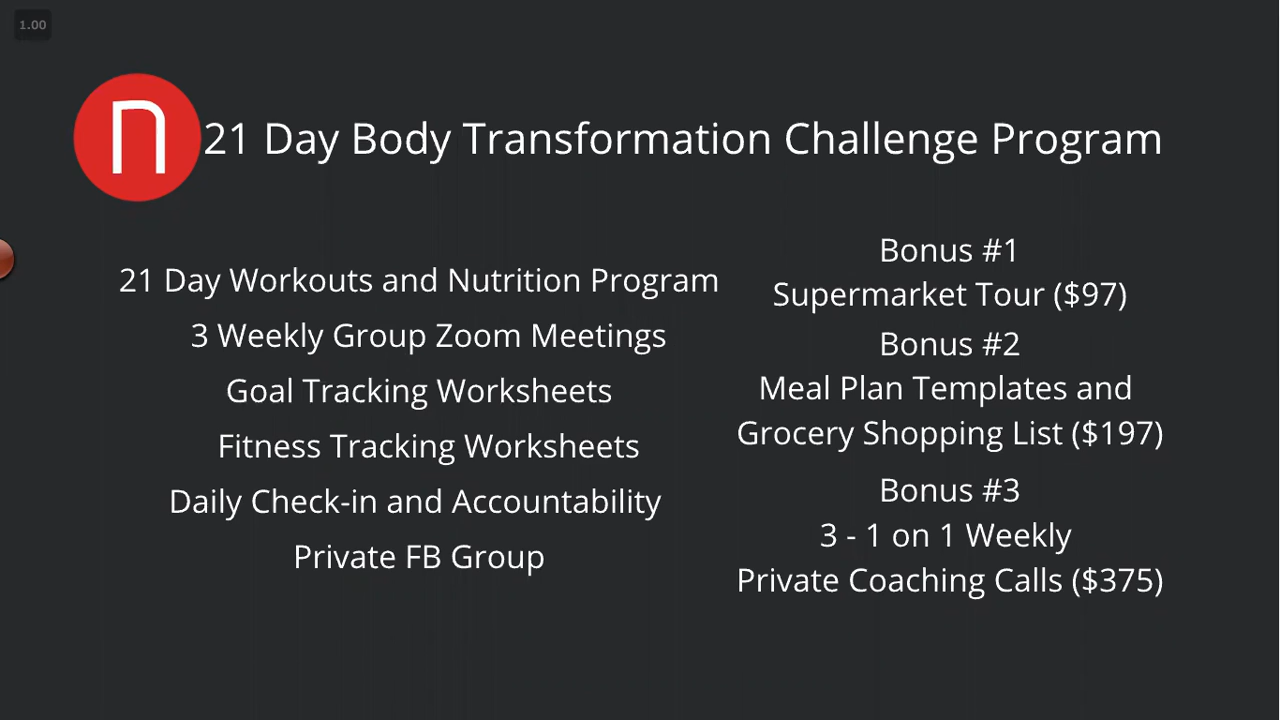 1.00
n
21 Day Body Transformation Challenge Program
21 Day Workouts and Nutrition Program
3 Weekly Group Zoom Meetings
Goal Tracking Worksheets
Fitness Tracking Worksheets
Daily Check-in and Accountability
Private FB Group
Bonus #1
Supermarket Tour ($97)
Bonus #2
Meal Plan Templates and
Grocery Shopping List ($197)
Bonus #3
3 - 1 on 1 Weekly
Private Coaching Calls ($375)